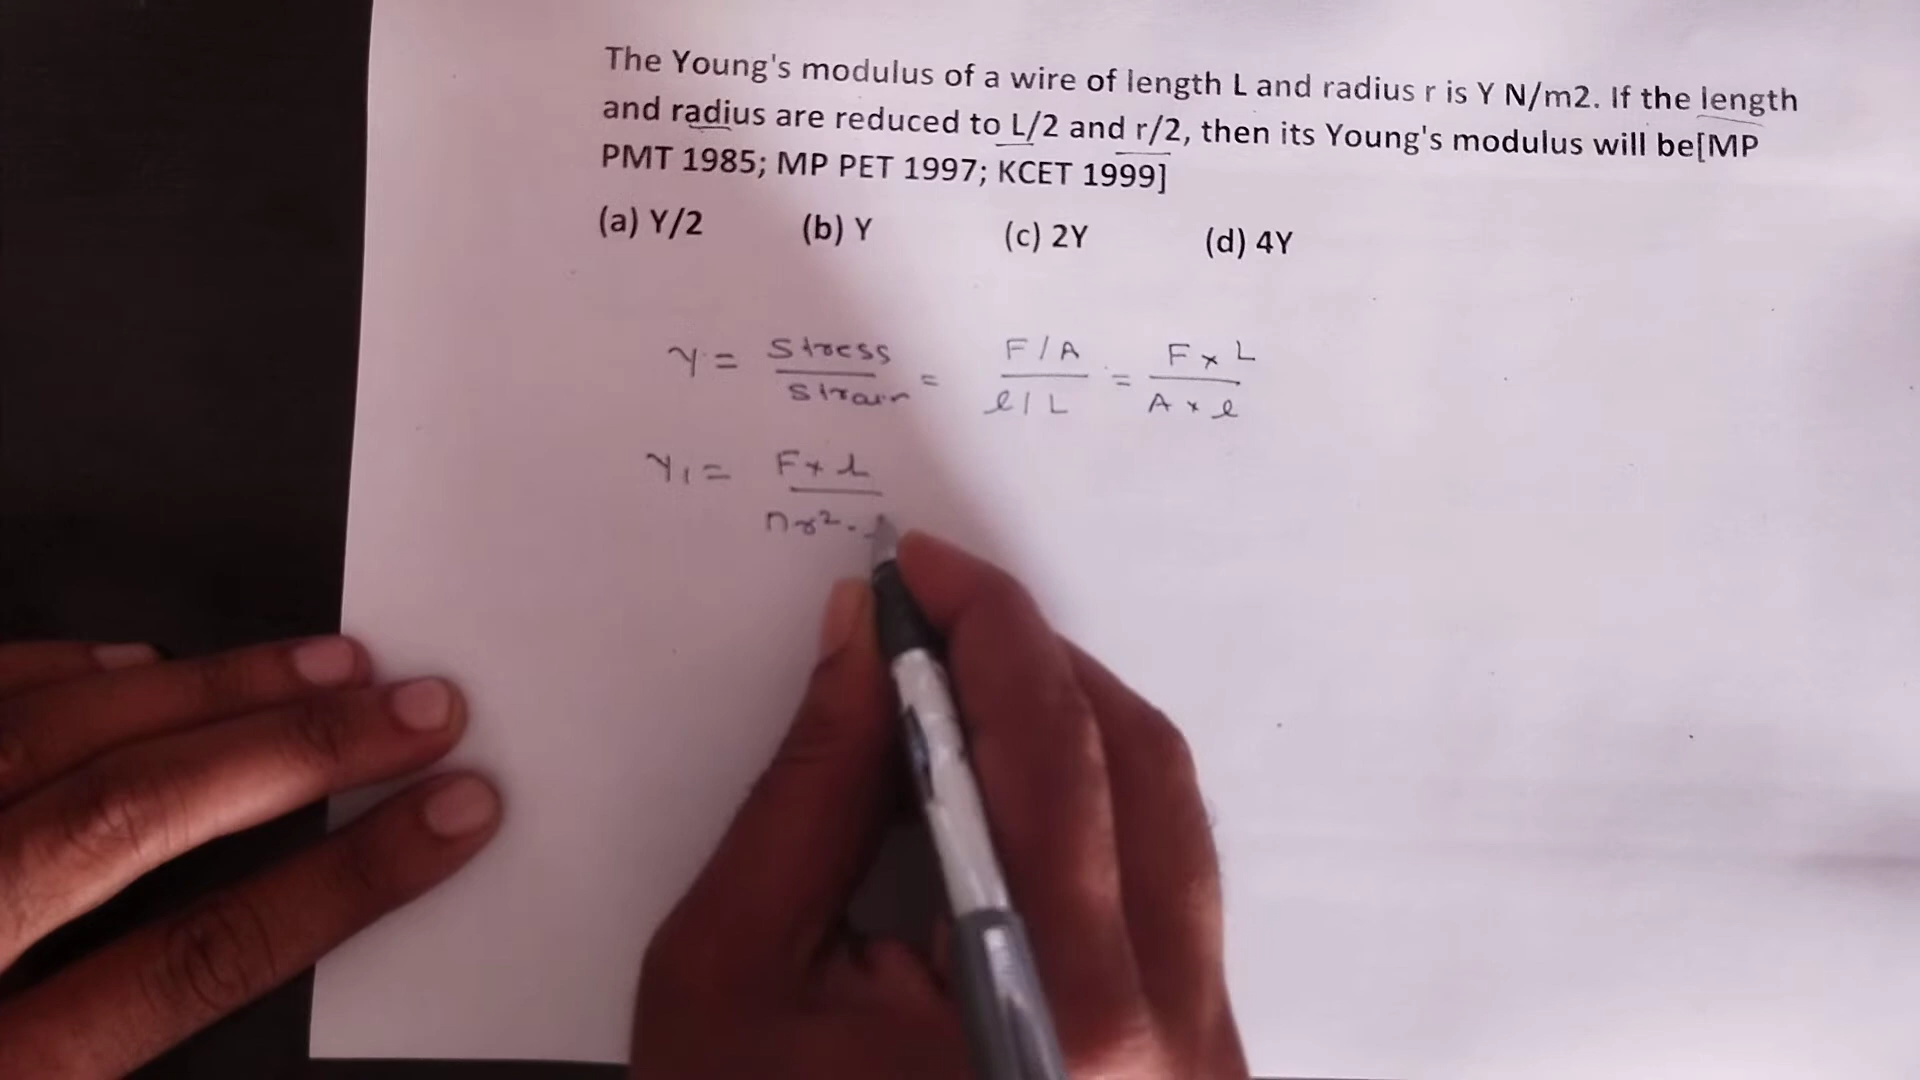 The Young's modulus of a wire of length L and radius r is Y N/m2. If the length
and radius are reduced to L/2 and r/2, then its Young's modulus will be[MP
PMT 1985; MP PET 1997; KCET 1999]
(a) Y/2 (b) Y (c) 2Y (d) 4Y
Y = Stress / Strain = F/A / l/L = F × L / A × l
Y1 = F × L / πr².